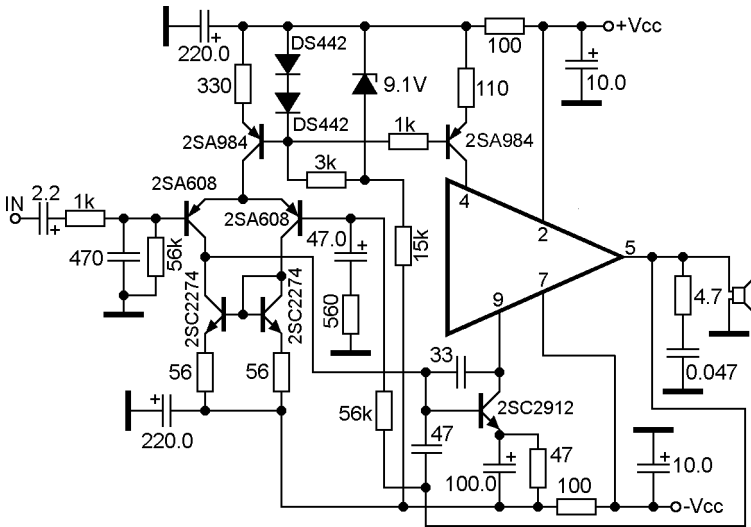 DS442
+
220.0
100
+Vcc
+
10.0
330
9.1V
110
DS442
2SA984
1k
2SA984
3k
2SA608
4
IN
2.2
1k
+
2SA608
2
15k
5
470
56k
47.0
+
7
4.7
2SC2274
2SC2274
560
9
33
0.047
56
56
2SC2912
+
220.0
56k
47
100.0
+
47
+
10.0
100
-Vcc